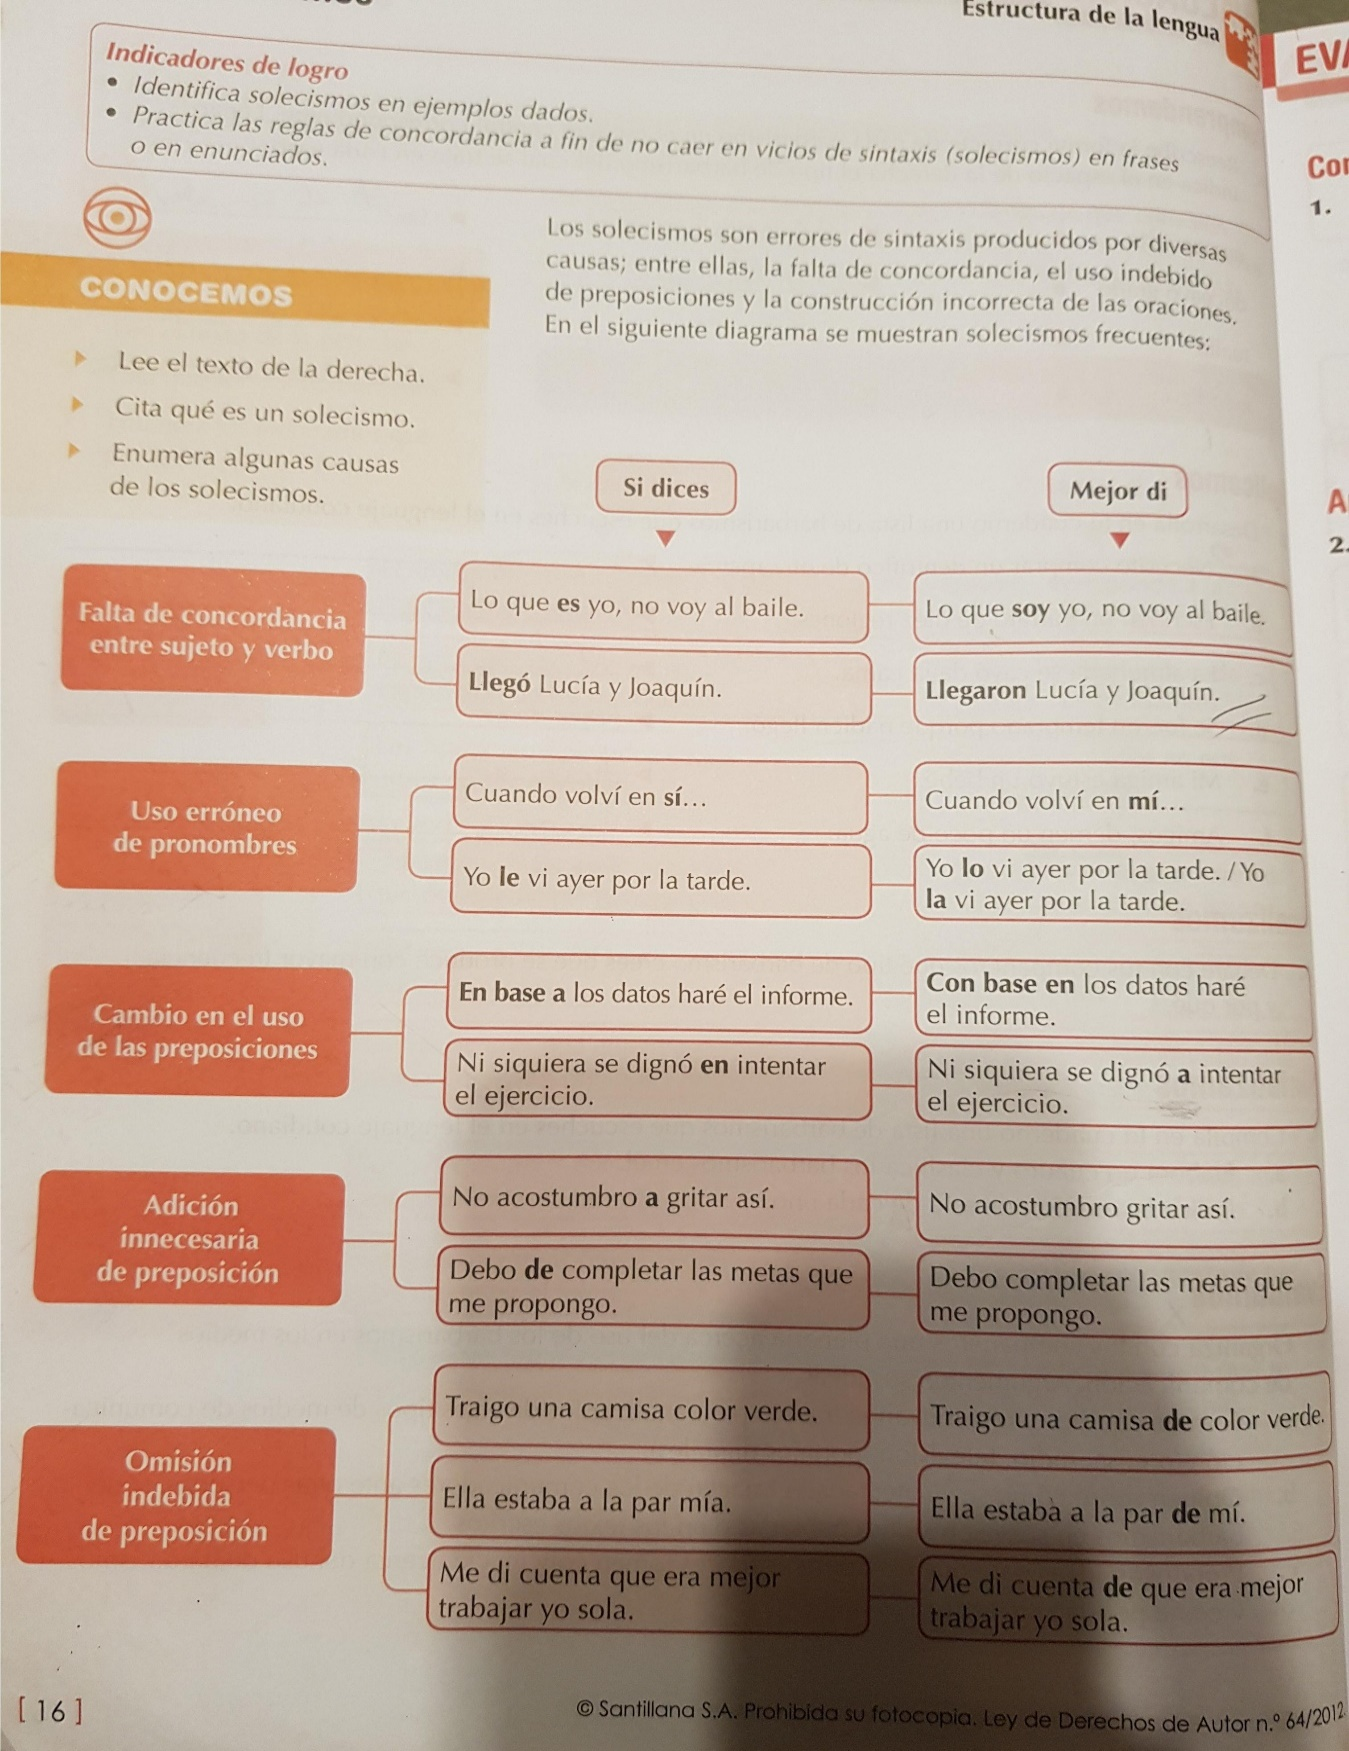 Estructura de la lengua
Indicadores de logro
• Identifica solecismos en ejemplos dados.
• Practica las reglas de concordancia a fin de no caer en vicios de sintaxis (solecismos) en frases
o en enunciados.
CONOCEMOS
Lee el texto de la derecha.
Cita qué es un solecismo.
Enumera algunas causas
de los solecismos.
Los solecismos son errores de sintaxis producidos por diversas
causas; entre ellas, la falta de concordancia, el uso indebido
de preposiciones y la construcción incorrecta de las oraciones.
En el siguiente diagrama se muestran solecismos frecuentes:
Si dices
Mejor di
Falta de concordancia
entre sujeto y verbo
Lo que es yo, no voy al baile.
Lo que soy yo, no voy al baile.
Llegó Lucía y Joaquín.
Llegaron Lucía y Joaquín.
Uso erróneo
de pronombres
Cuando volví en sí...
Cuando volví en mí...
Yo le vi ayer por la tarde.
Yo lo vi ayer por la tarde. / Yo
la vi ayer por la tarde.
Cambio en el uso
de las preposiciones
En base a los datos haré el informe.
Con base en los datos haré
el informe.
Ni siquiera se dignó en intentar
el ejercicio.
Ni siquiera se dignó a intentar
el ejercicio.
Adición
innecesaria
de preposición
No acostumbro a gritar así.
No acostumbro gritar así.
Debo de completar las metas que
me propongo.
Debo completar las metas que
me propongo.
Omisión
indebida
de preposición
Traigo una camisa color verde.
Traigo una camisa de color verde.
Ella estaba a la par mía.
Ella estaba a la par de mí.
Me di cuenta que era mejor
trabajar yo sola.
Me di cuenta de que era mejor
trabajar yo sola.
[ 16 ]
© Santillana S.A. Prohibida su fotocopia. Ley de Derechos de Autor n.º 64/2012
1.
2.